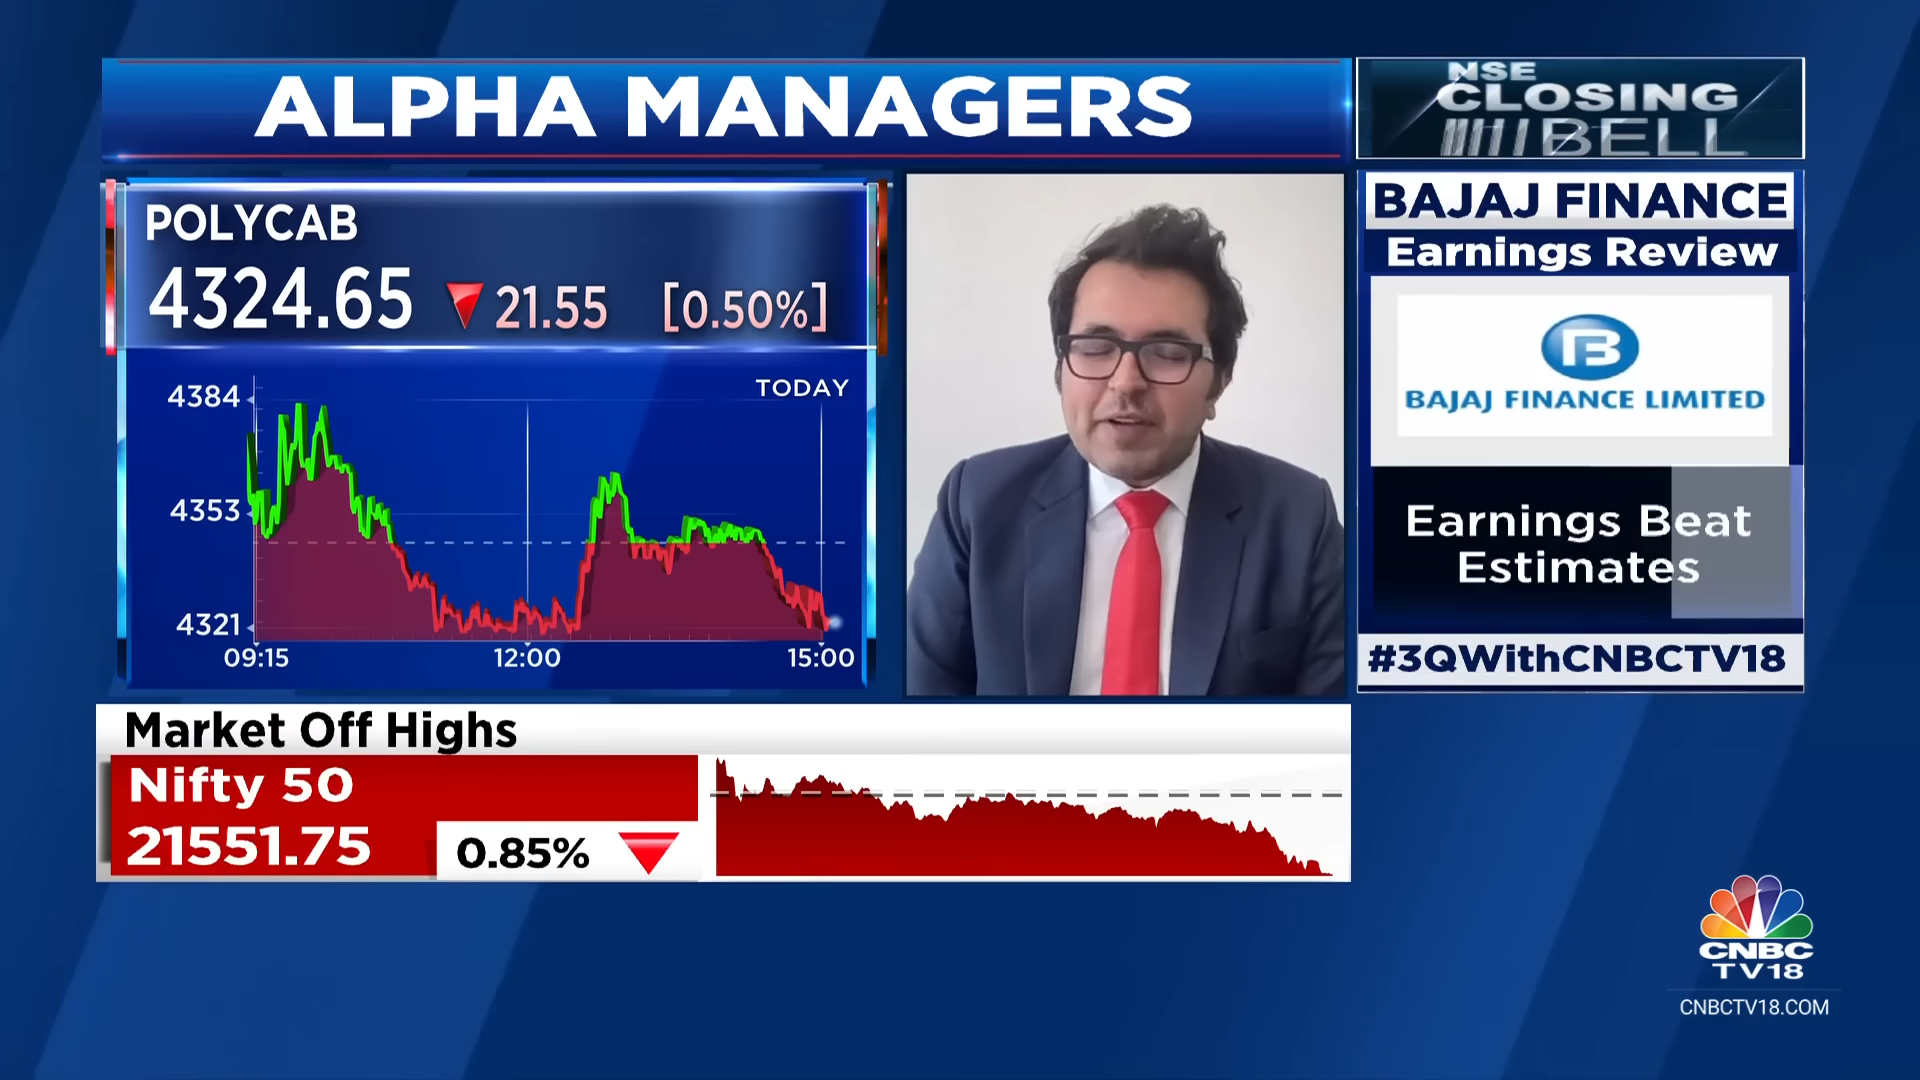 ALPHA MANAGERS
NSE
CLOSING
BELL
POLYCAB
4324.65 ▼ 21.55 [0.50%]
TODAY
4384
4353
4321
09:15 12:00 15:00
BAJAJ FINANCE
Earnings Review
B
BAJAJ FINANCE LIMITED
Earnings Beat
Estimates
#3QWithCNBCTV18
Market Off Highs
Nifty 50
21551.75 0.85% ▼
CNBC
TV18
CNBCTV18.COM